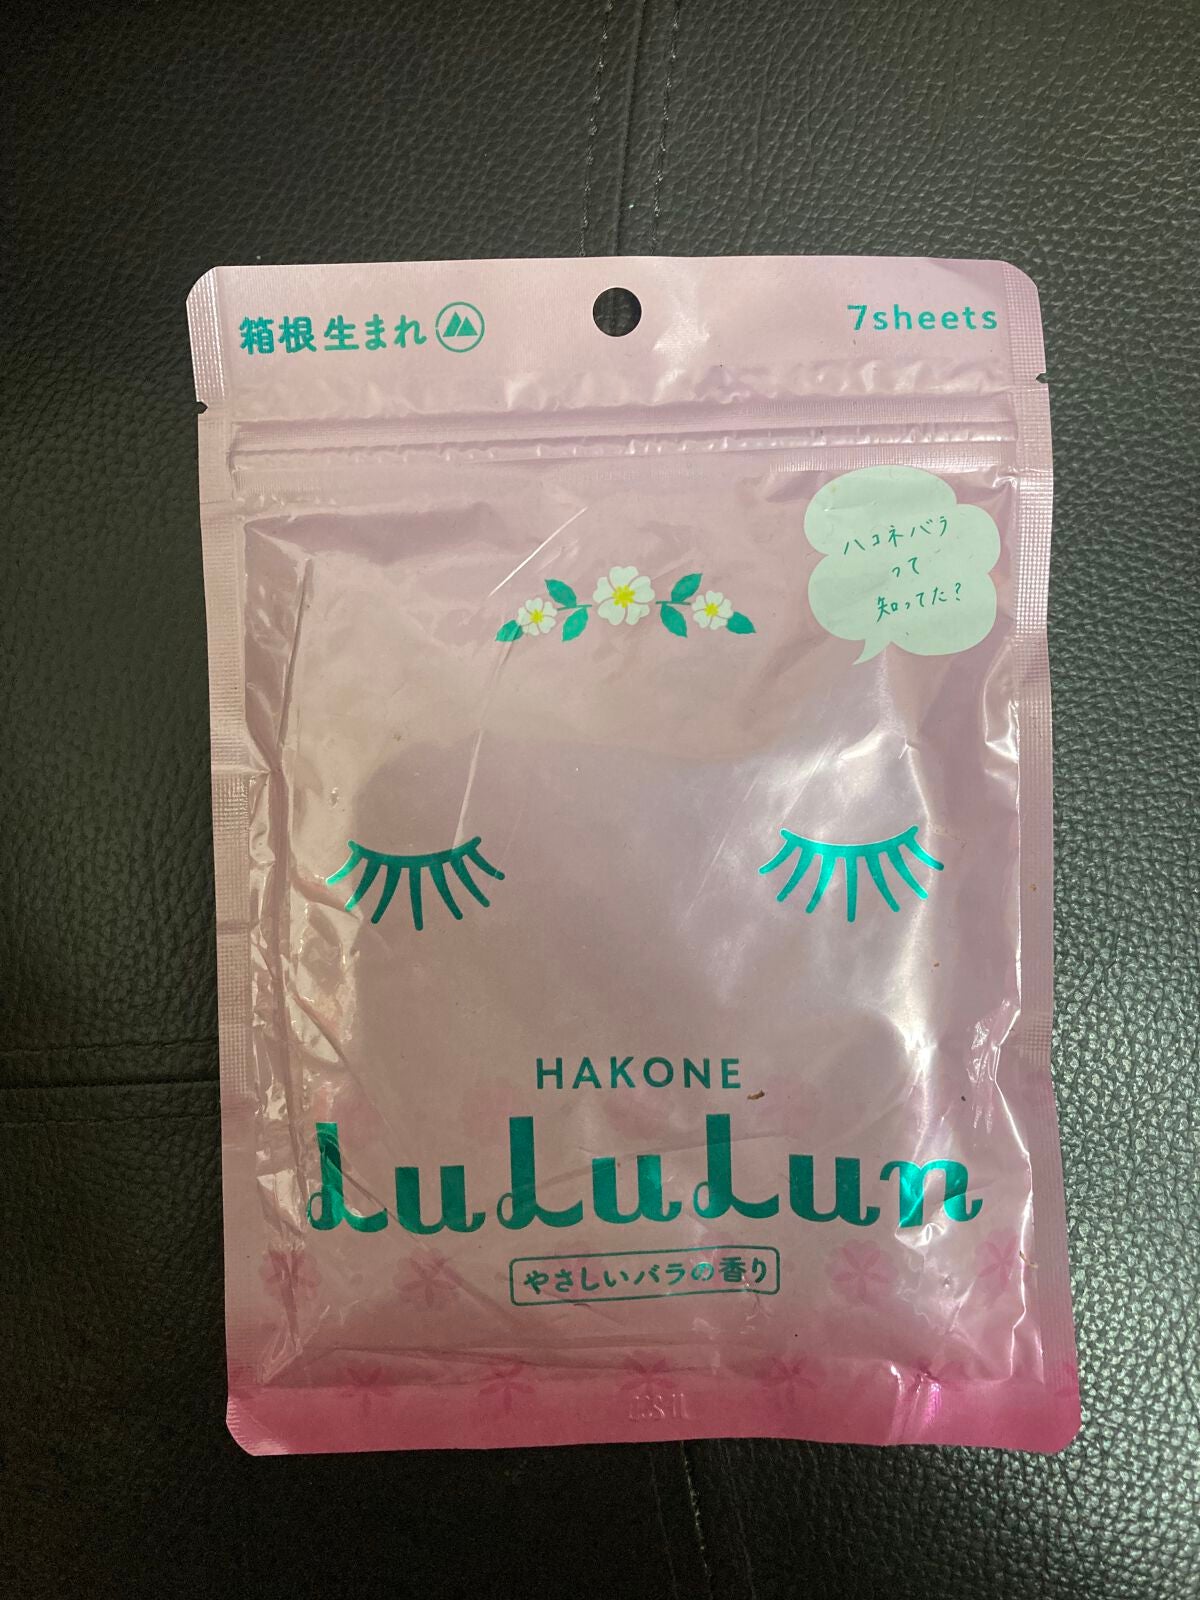 箱根生まれ
7sheets
ハコネバラ
って
知ってた?
HAKONE
LuLuLun
やさしいバラの香り